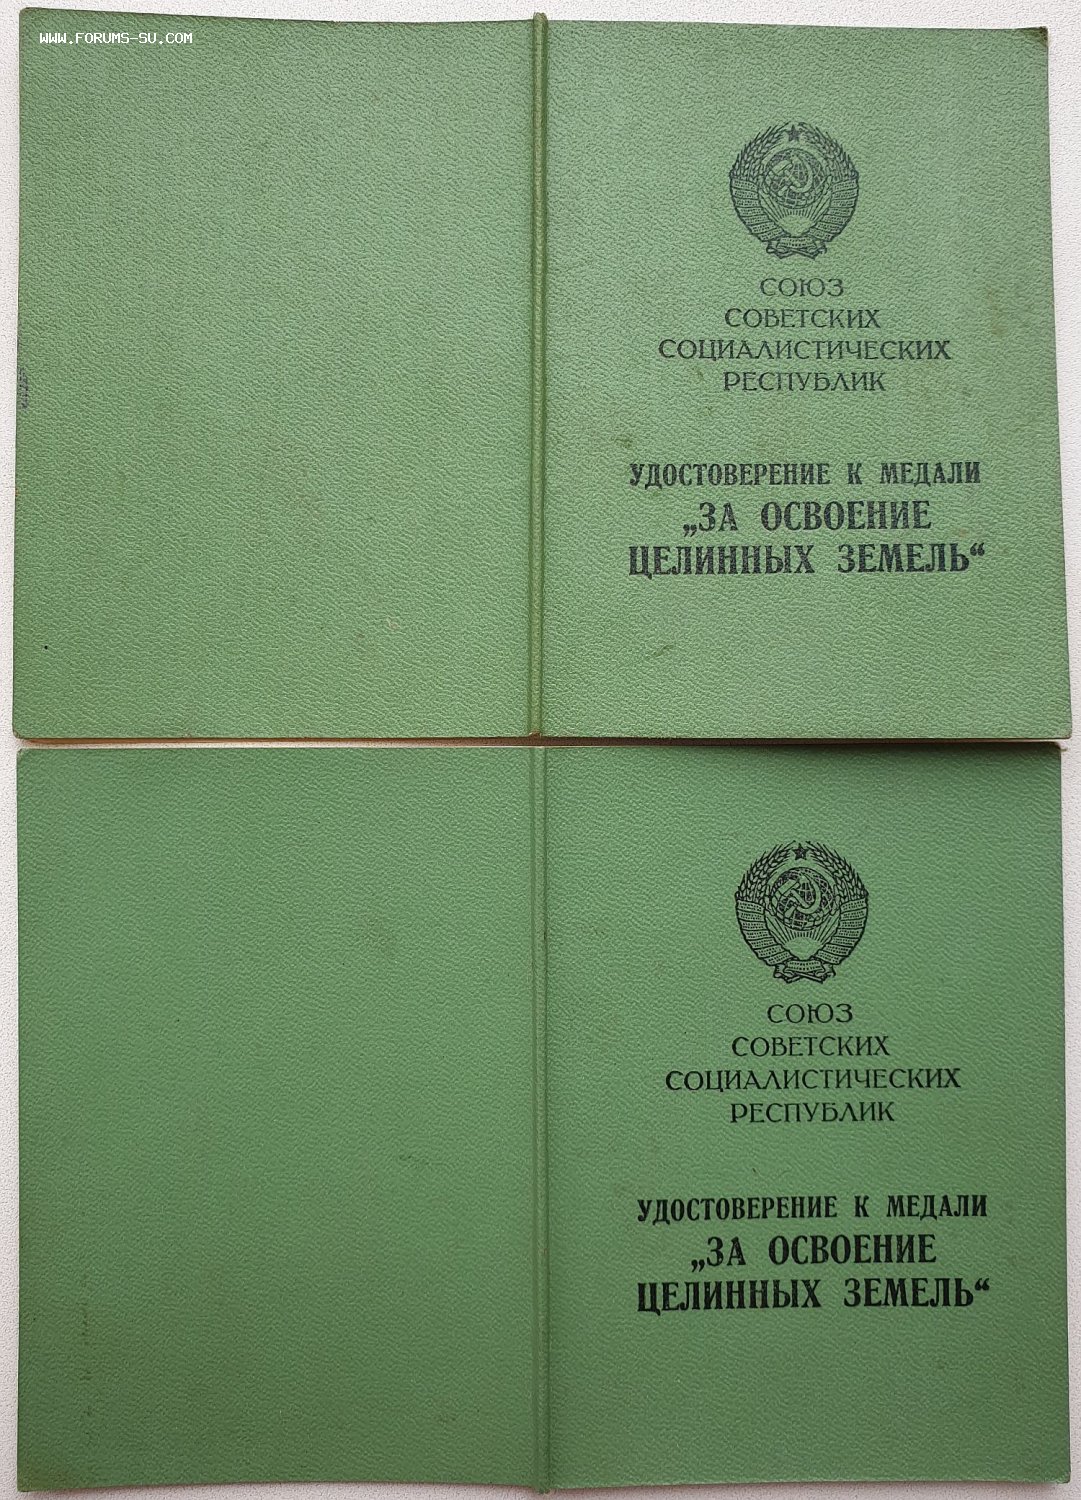 WWW.FORUMS-SU.COM
СОЮЗ
СОВЕТСКИХ
СОЦИАЛИСТИЧЕСКИХ
РЕСПУБЛИК
УДОСТОВЕРЕНИЕ К МЕДАЛИ
„ЗА ОСВОЕНИЕ
ЦЕЛИННЫХ ЗЕМЕЛЬ“
СОЮЗ
СОВЕТСКИХ
СОЦИАЛИСТИЧЕСКИХ
РЕСПУБЛИК
УДОСТОВЕРЕНИЕ К МЕДАЛИ
„ЗА ОСВОЕНИЕ
ЦЕЛИННЫХ ЗЕМЕЛЬ“